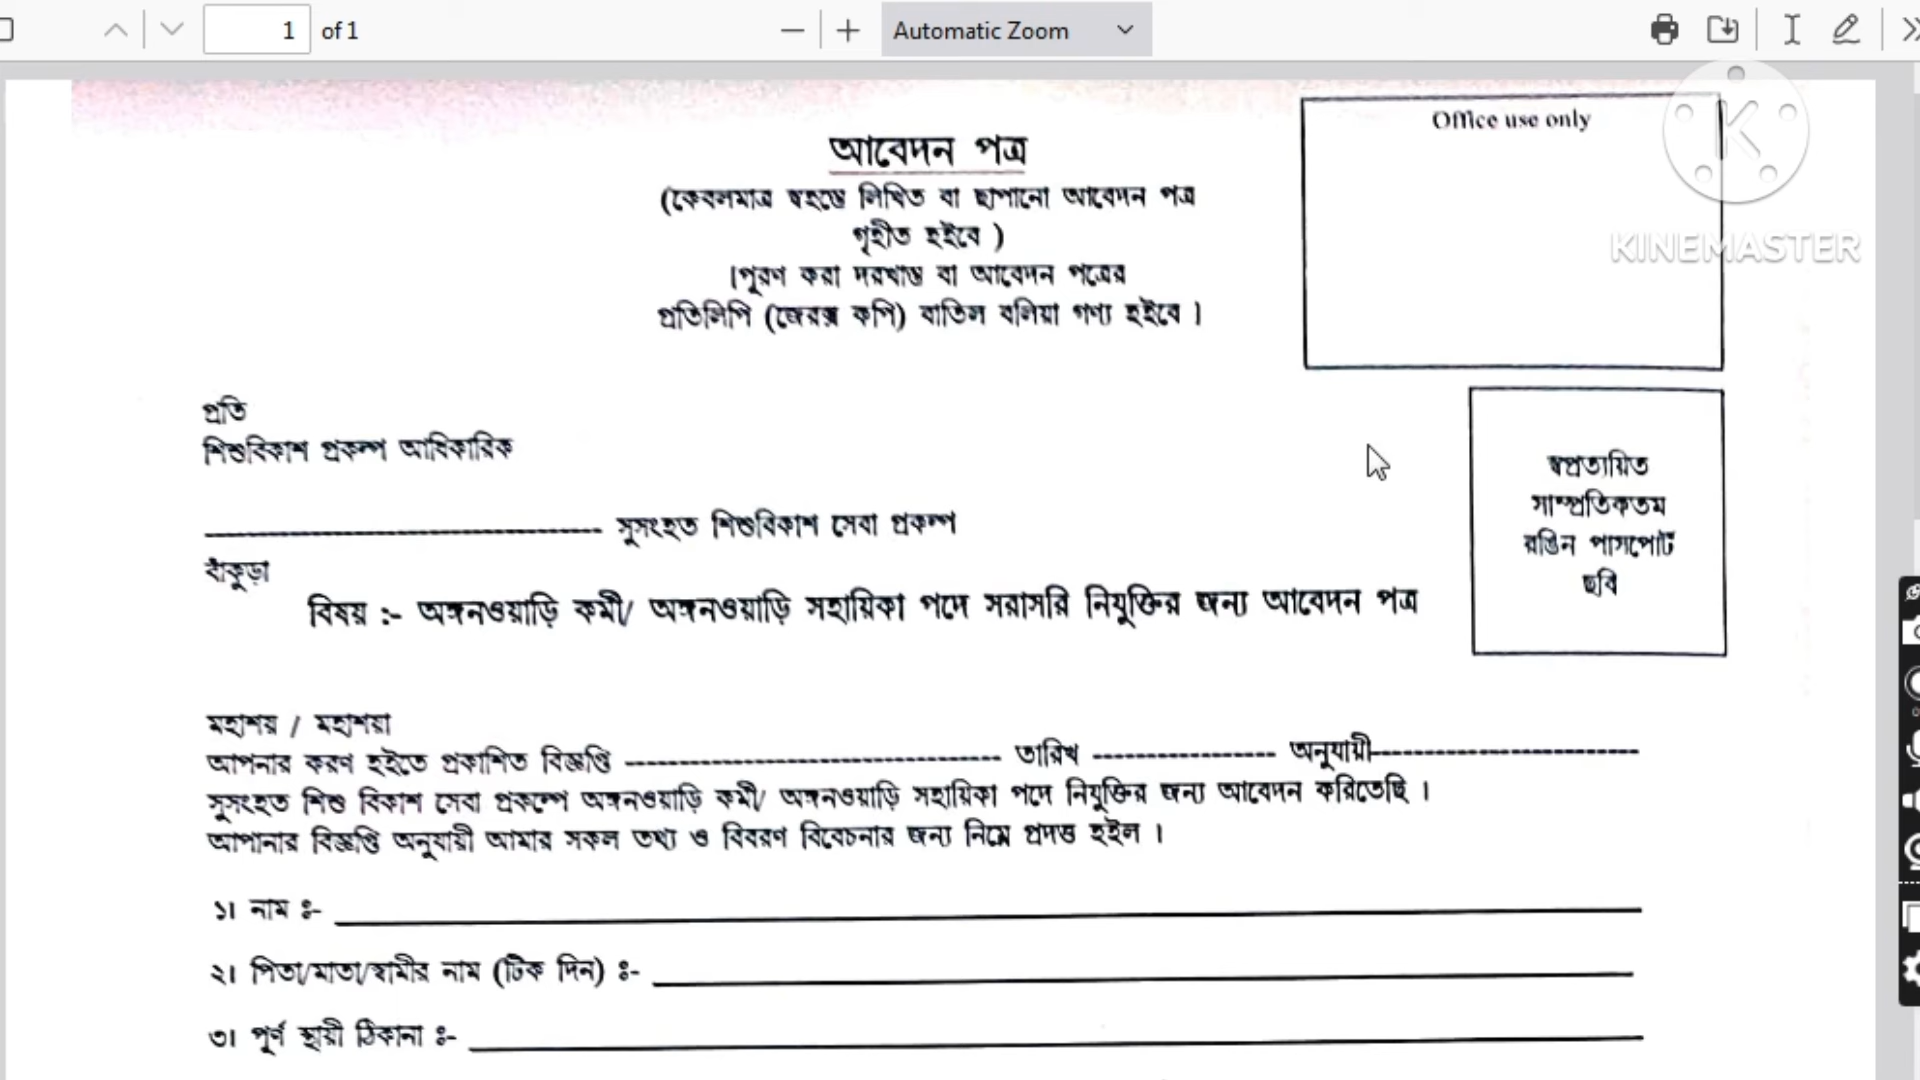 1 of 1
Automatic Zoom
Office use only
KINEMASTER
আবেদন পত্র
(কেবলমাত্র স্বহস্তে লিখিত বা ছাপানো আবেদন পত্র
গৃহীত হইবে )
।পূরণ করা দরখাস্ত বা আবেদন পত্রের
প্রতিলিপি (জেরক্স কপি) বাতিল বলিয়া গণ্য হইবে ।
প্রতি
শিশুবিকাশ প্রকল্প আধিকারিক
স্বপ্রত্যয়িত
সাম্প্রতিকতম
রঙিন পাসপোর্ট
ছবি
সুসংহত শিশুবিকাশ সেবা প্রকল্প
বাঁকুড়া
বিষয় :- অঙ্গনওয়াড়ি কর্মী/ অঙ্গনওয়াড়ি সহায়িকা পদে সরাসরি নিযুক্তির জন্য আবেদন পত্র
মহাশয় / মহাশয়া
আপনার করণ হইতে প্রকাশিত বিজ্ঞপ্তি ---------- তারিখ ---------- অনুযায়ী----------
সুসংহত শিশু বিকাশ সেবা প্রকল্পে অঙ্গনওয়াড়ি কর্মী/ অঙ্গনওয়াড়ি সহায়িকা পদে নিযুক্তির জন্য আবেদন করিতেছি ।
আপানার বিজ্ঞপ্তি অনুযায়ী আমার সকল তথ্য ও বিবরণ বিবেচনার জন্য নিম্নে প্রদত্ত হইল ।
১। নাম ঃ-
২। পিতা/মাতা/স্বামীর নাম (টিক দিন) ঃ-
৩। পূর্ণ স্থায়ী ঠিকানা ঃ-